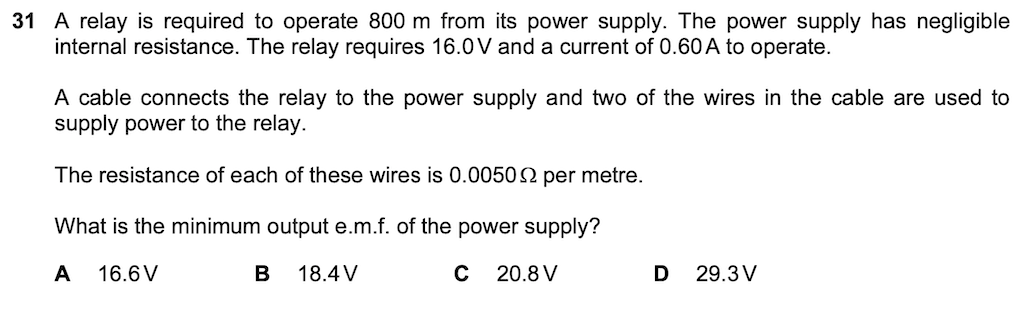 31 A relay is required to operate 800 m from its power supply. The power supply has negligible
internal resistance. The relay requires 16.0 V and a current of 0.60 A to operate.
A cable connects the relay to the power supply and two of the wires in the cable are used to
supply power to the relay.
The resistance of each of these wires is 0.0050 Ω per metre.
What is the minimum output e.m.f. of the power supply?
A 16.6 V B 18.4 V C 20.8 V D 29.3 V